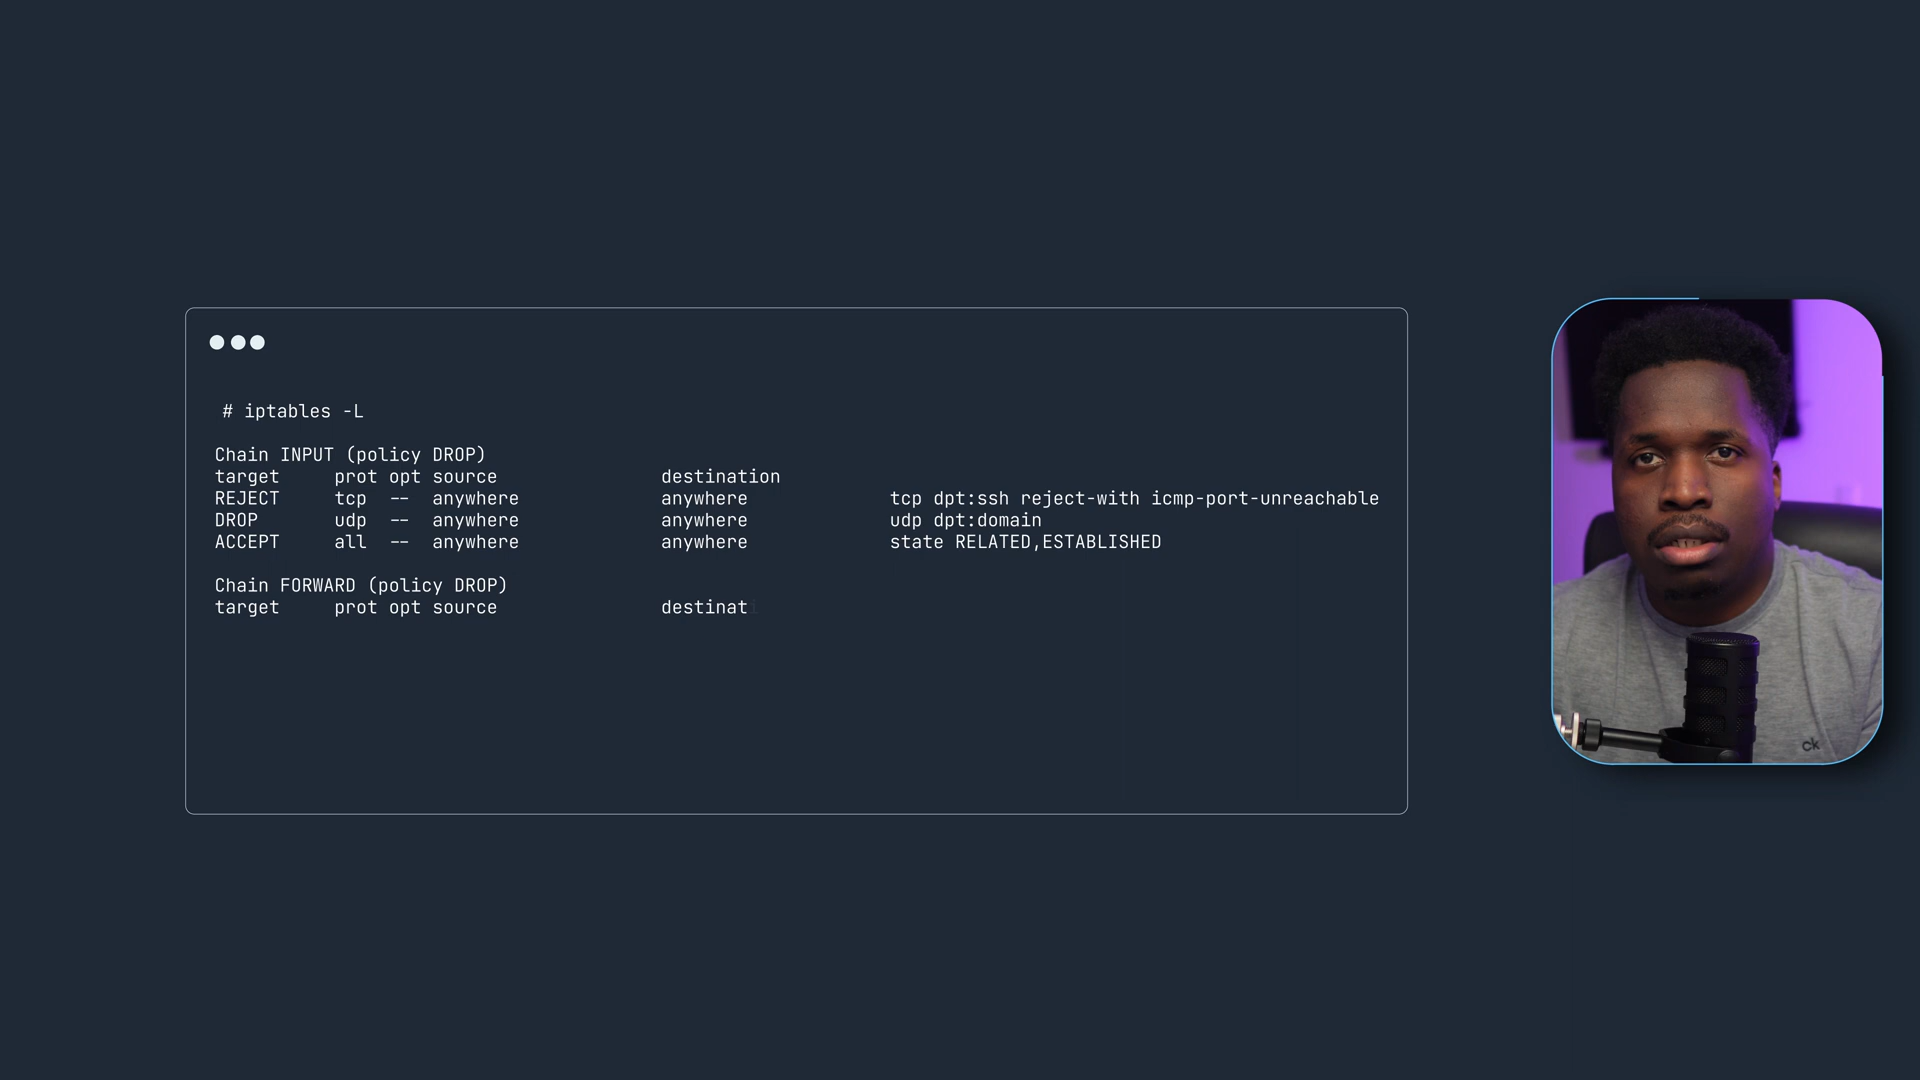 # iptables -L
Chain INPUT (policy DROP)
target prot opt source destination
REJECT tcp -- anywhere anywhere tcp dpt:ssh reject-with icmp-port-unreachable
DROP udp -- anywhere anywhere udp dpt:domain
ACCEPT all -- anywhere anywhere state RELATED,ESTABLISHED
Chain FORWARD (policy DROP)
target prot opt source destinati
ck